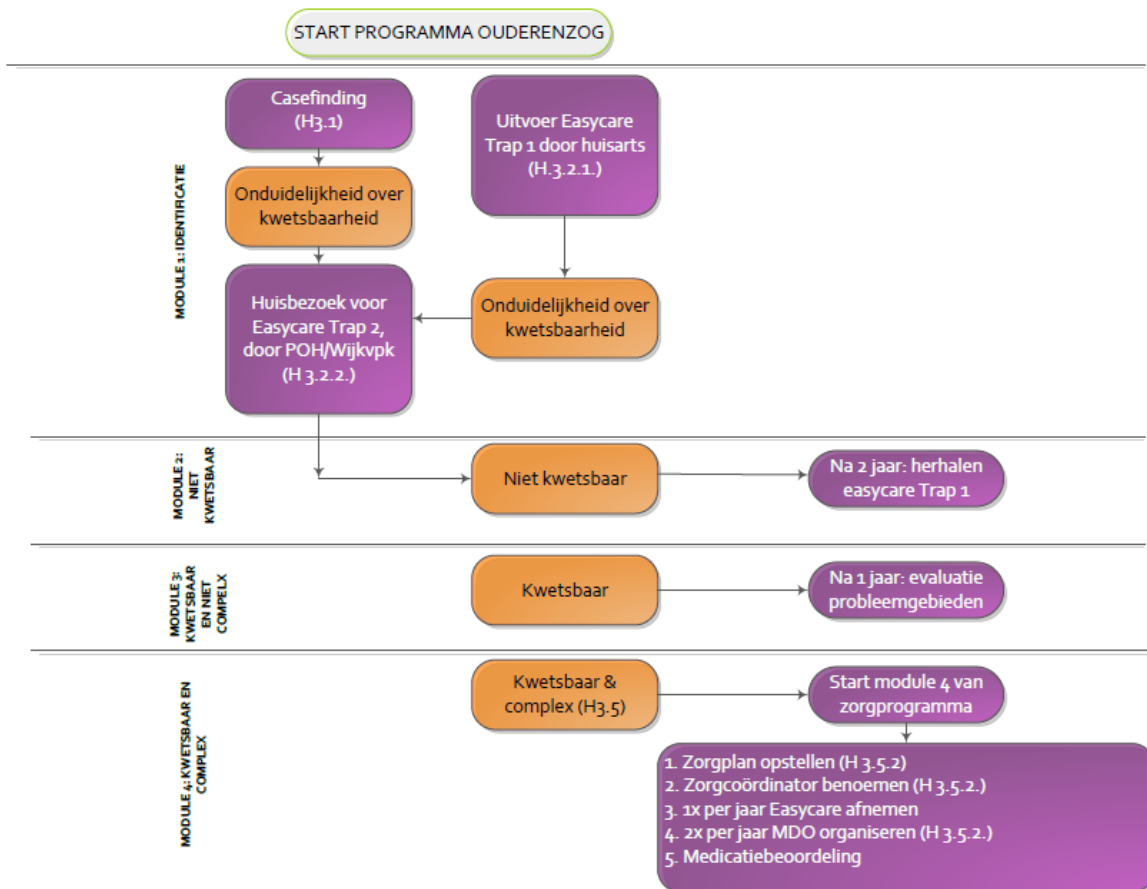 START PROGRAMMA OUDERENZOG
MODULE 1: IDENTIFICATIE
Casefinding
(H3.1)
Uitvoer Easycare
Trap 1 door huisarts
(H.3.2.1.)
Onduidelijkheid over
kwetsbaarheid
Huisbezoek voor
Easycare Trap 2,
door POH/Wijkvpk
(H 3.2.2.)
Onduidelijkheid over
kwetsbaarheid
MODULE 2:
NIET
KWETSBAAR
Niet kwetsbaar
Na 2 jaar: herhalen
easycare Trap 1
MODULE 3:
KWETSBAAR
EN NIET
COMPELX
Kwetsbaar
Na 1 jaar: evaluatie
probleemgebieden
MODULE 4: KWETSBAAR EN
COMPLEX
Kwetsbaar &
complex (H3.5)
Start module 4 van
zorgprogramma
1. Zorgplan opstellen (H 3.5.2)
2. Zorgcoördinator benoemen (H 3.5.2.)
3. 1x per jaar Easycare afnemen
4. 2x per jaar MDO organiseren (H 3.5.2.)
5. Medicatiebeoordeling